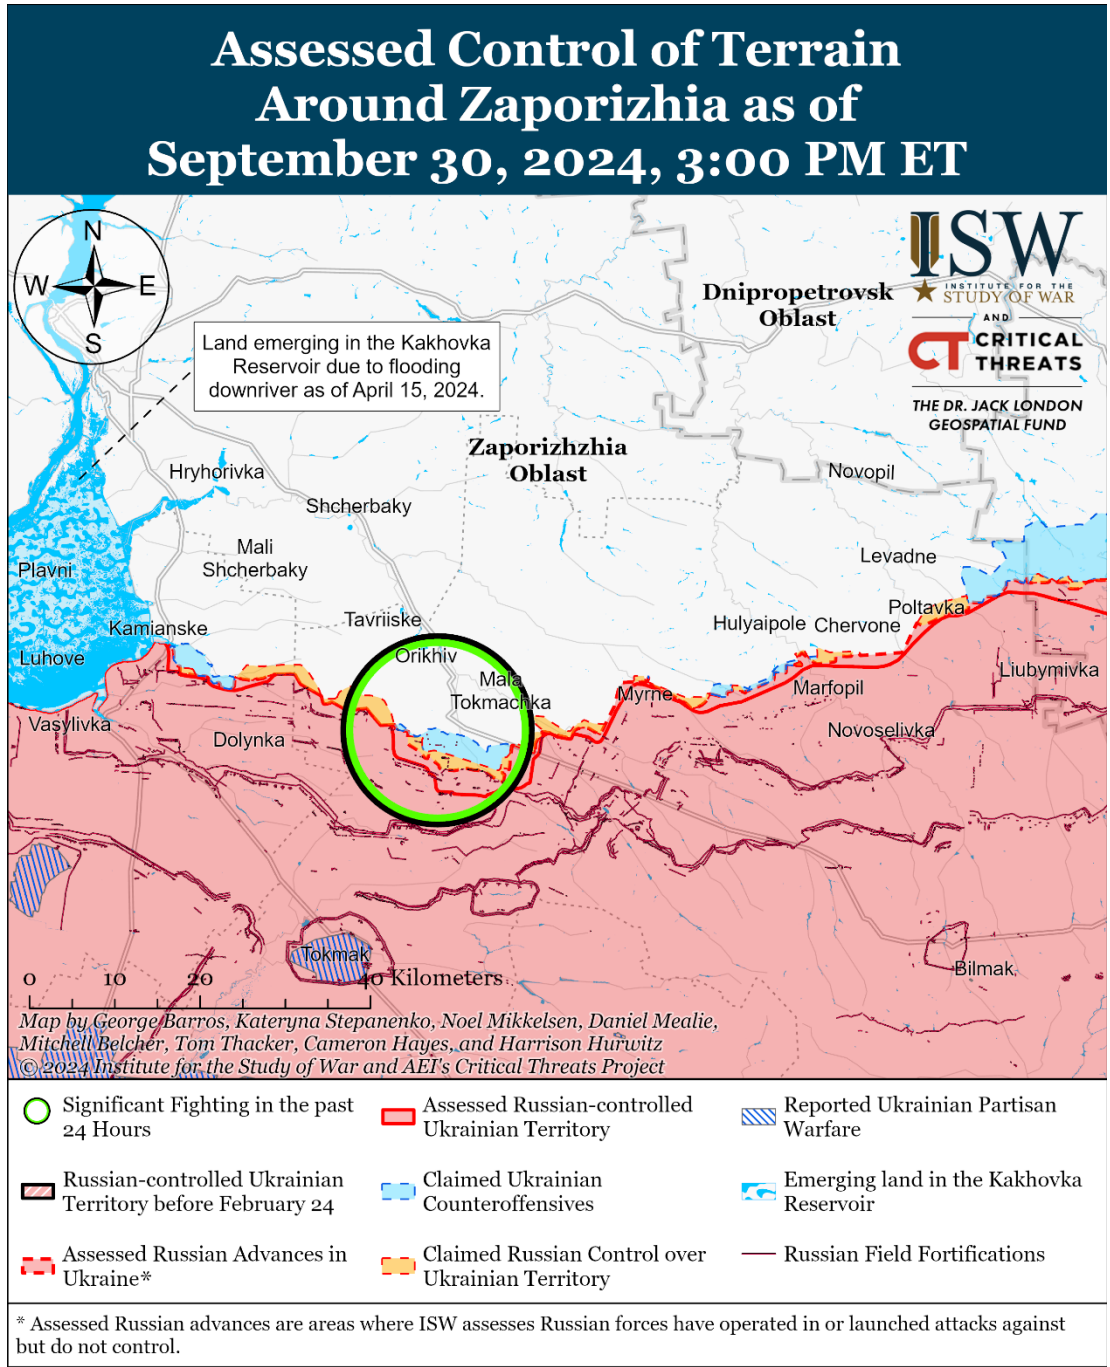 Assessed Control of Terrain
Around Zaporizhia as of
September 30, 2024, 3:00 PM ET
N
W E
S
ISW
INSTITUTE FOR THE
STUDY OF WAR
AND
CT CRITICAL
THREATS
THE DR. JACK LONDON
GEOSPATIAL FUND
Dnipropetrovsk
Oblast
Land emerging in the Kakhovka
Reservoir due to flooding
downriver as of April 15, 2024.
Zaporizhzhia
Oblast
Hryhorivka
Novopil
Shcherbaky
Mali
Shcherbaky
Levadne
Plavni
Poltavka
Tavriiske
Kamianske
Hulyaipole
Chervone
Orikhiv
Luhove
Liubymivka
Mala
Tokmachka
Myrne
Marfopil
Vasylivka
Dolynka
Novoselivka
Tokmak
Bilmak
0 10 20 40 Kilometers
Map by George Barros, Kateryna Stepanenko, Noel Mikkelsen, Daniel Mealie,
Mitchell Belcher, Tom Thacker, Cameron Hayes, and Harrison Hurwitz
© 2024 Institute for the Study of War and AEI's Critical Threats Project
Significant Fighting in the past
24 Hours
Russian-controlled Ukrainian
Territory before February 24
Assessed Russian Advances in
Ukraine*
Assessed Russian-controlled
Ukrainian Territory
Claimed Ukrainian
Counteroffensives
Claimed Russian Control over
Ukrainian Territory
Reported Ukrainian Partisan
Warfare
Emerging land in the Kakhovka
Reservoir
Russian Field Fortifications
* Assessed Russian advances are areas where ISW assesses Russian forces have operated in or launched attacks against
but do not control.